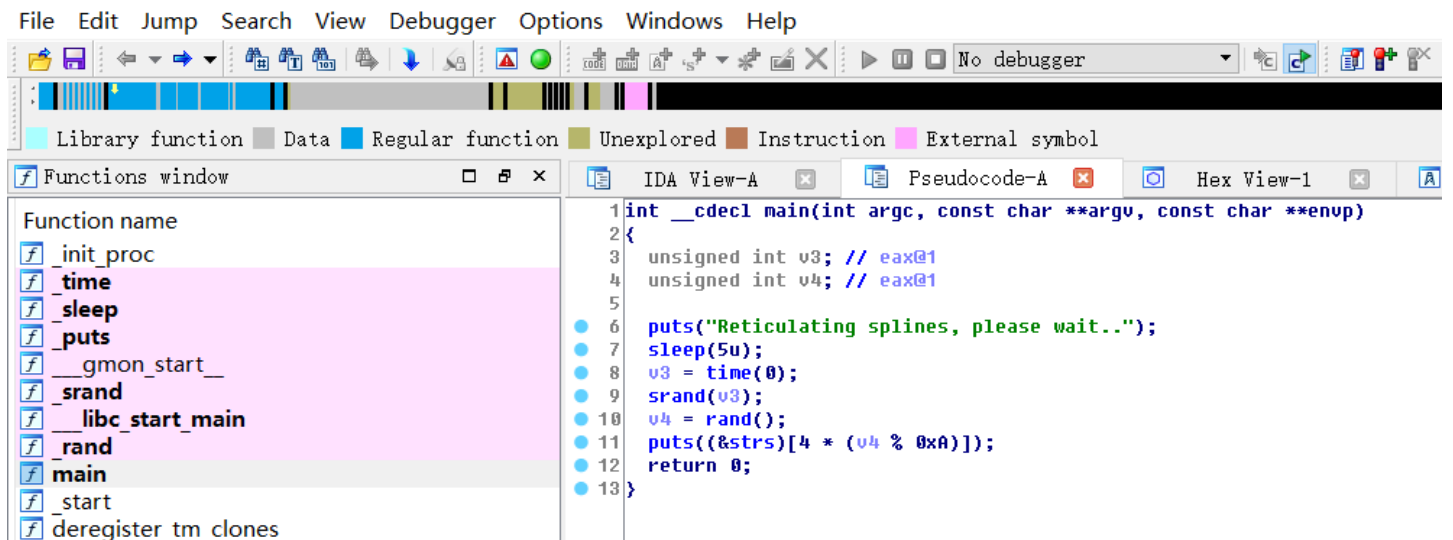 File Edit Jump Search View Debugger Options Windows Help
No debugger
Library function Data Regular function Unexplored Instruction External symbol
Functions window
IDA View-A Pseudocode-A Hex View-1
Function name
_init_proc
_time
_sleep
_puts
___gmon_start__
_srand
___libc_start_main
_rand
main
_start
deregister_tm_clones
1 int __cdecl main(int argc, const char **argv, const char **envp)
2 {
3 unsigned int v3; // eax@1
4 unsigned int v4; // eax@1
5
6 puts("Reticulating splines, please wait..");
7 sleep(5u);
8 v3 = time(0);
9 srand(v3);
10 v4 = rand();
11 puts((&strs)[4 * (v4 % 0xA)]);
12 return 0;
13 }